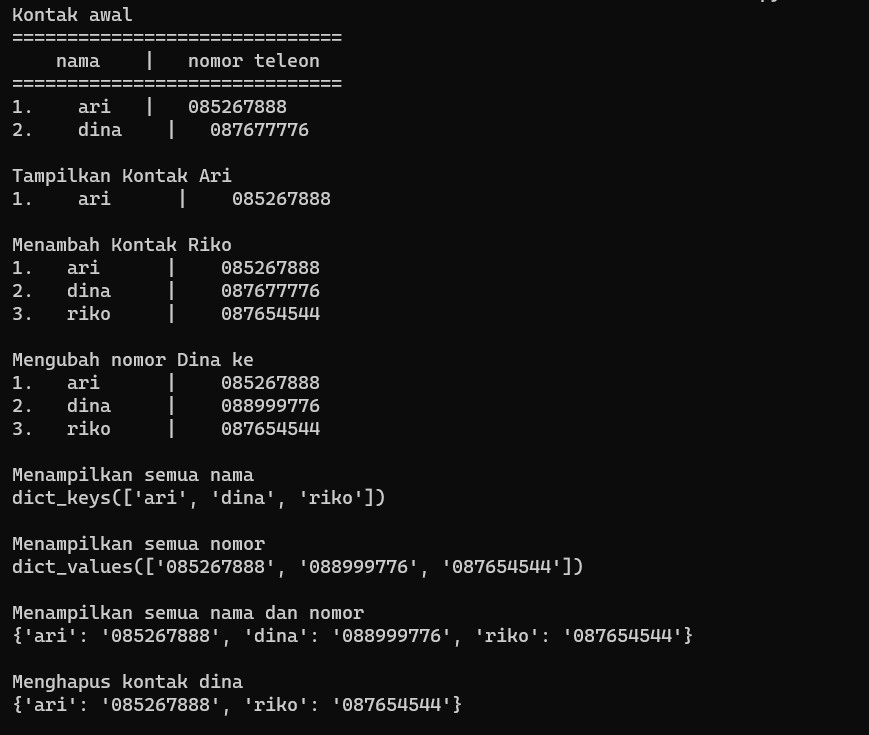 Kontak awal
==============================
    nama    |   nomor teleon
==============================
1.    ari   |   085267888
2.    dina    |   087677776

Tampilkan Kontak Ari
1.    ari      |    085267888

Menambah Kontak Riko
1.   ari      |    085267888
2.   dina     |    087677776
3.   riko     |    087654544

Mengubah nomor Dina ke
1.   ari      |    085267888
2.   dina     |    088999776
3.   riko     |    087654544

Menampilkan semua nama
dict_keys(['ari', 'dina', 'riko'])

Menampilkan semua nomor
dict_values(['085267888', '088999776', '087654544'])

Menampilkan semua nama dan nomor
{'ari': '085267888', 'dina': '088999776', 'riko': '087654544'}

Menghapus kontak dina
{'ari': '085267888', 'riko': '087654544'}